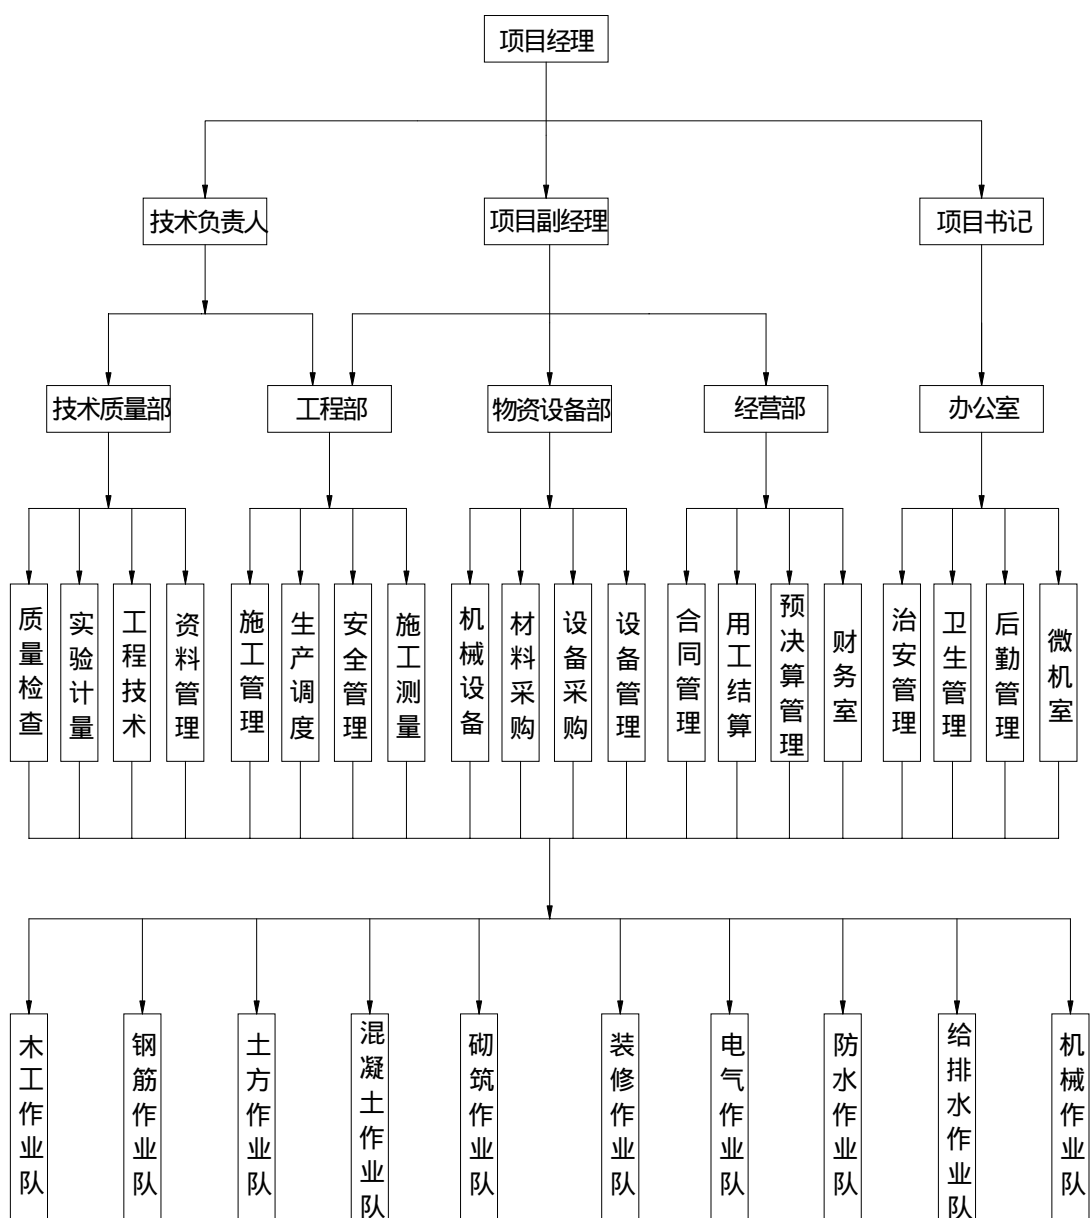 项目经理
技术负责人
项目副经理
项目书记
技术质量部
工程部
物资设备部
经营部
办公室
质量检查
实验计量
工程技术
资料管理
施工管理
生产调度
安全管理
施工测量
机械设备
材料采购
设备采购
设备管理
合同管理
用工结算
预决算管理
财务室
治安管理
卫生管理
后勤管理
微机室
木工作业队
钢筋作业队
土方作业队
混凝土作业队
砌筑作业队
装修作业队
电气作业队
防水作业队
给排水作业队
机械作业队